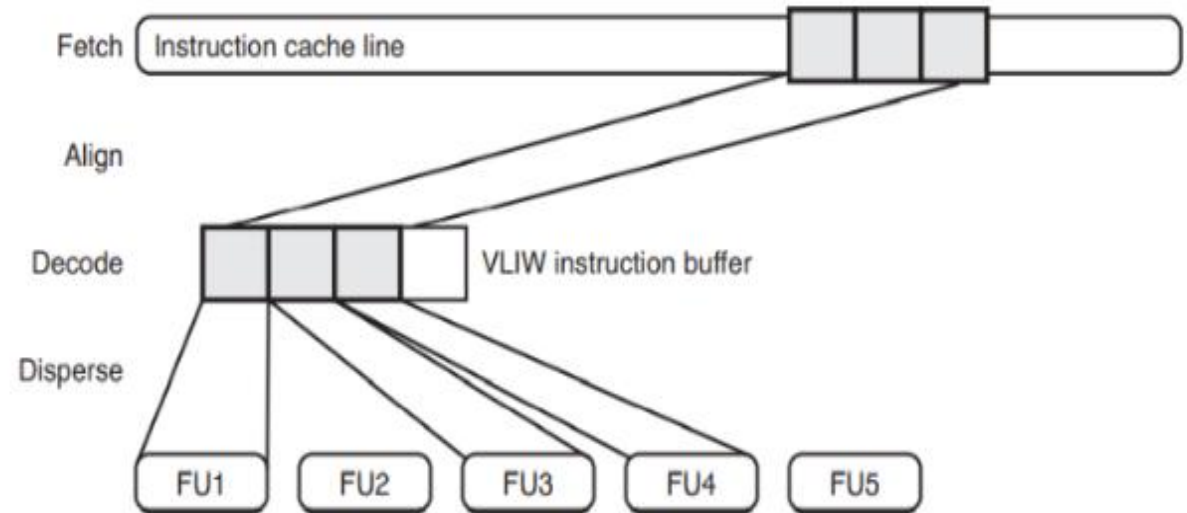 Fetch
Instruction cache line
Align
Decode
VLIW instruction buffer
Disperse
FU1
FU2
FU3
FU4
FU5